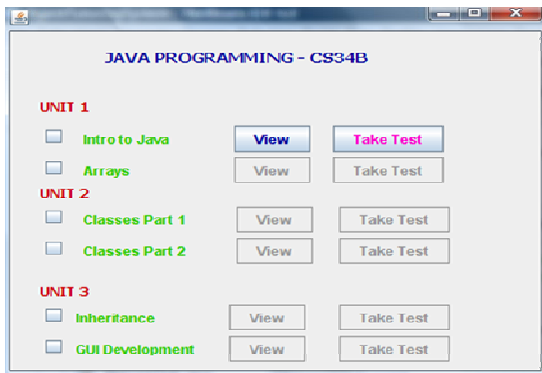 JAVA PROGRAMMING - CS34B
UNIT 1
Intro to Java View Take Test
Arrays View Take Test
UNIT 2
Classes Part 1 View Take Test
Classes Part 2 View Take Test
UNIT 3
Inheritance View Take Test
GUI Development View Take Test